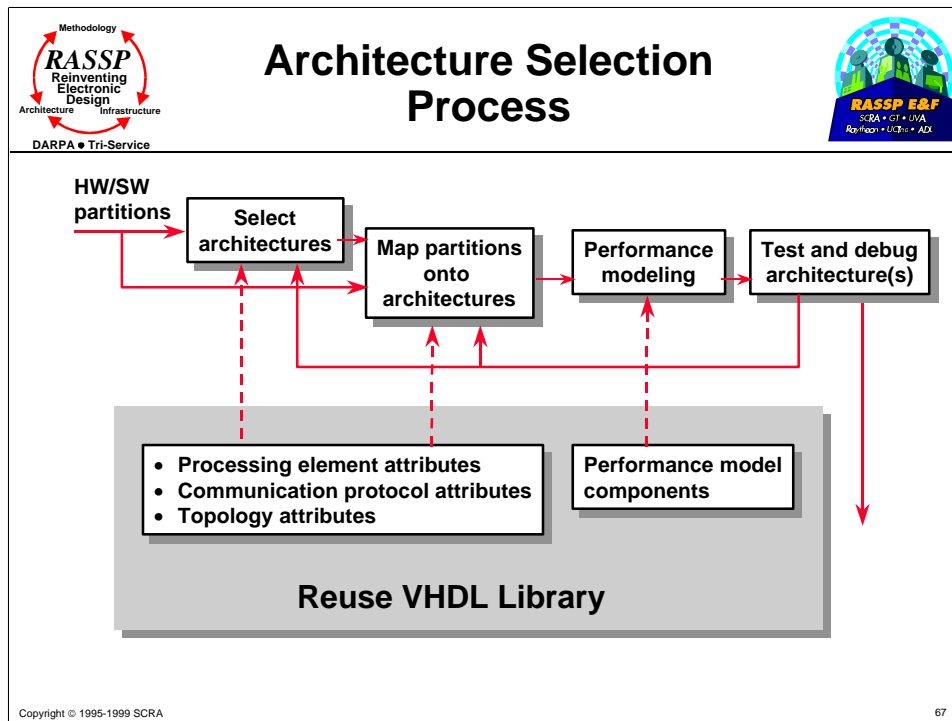 Methodology
RASSP
Reinventing
Electronic
Design
Architecture
Infrastructure
DARPA ● Tri-Service
Architecture Selection
Process
RASSP E&F
SCRA • GT • UVA
Raytheon • UCinc • ADL
HW/SW
partitions
Select
architectures
Map partitions
onto
architectures
Performance
modeling
Test and debug
architecture(s)
• Processing element attributes
• Communication protocol attributes
• Topology attributes
Performance model
components
Reuse VHDL Library
Copyright © 1995-1999 SCRA
67